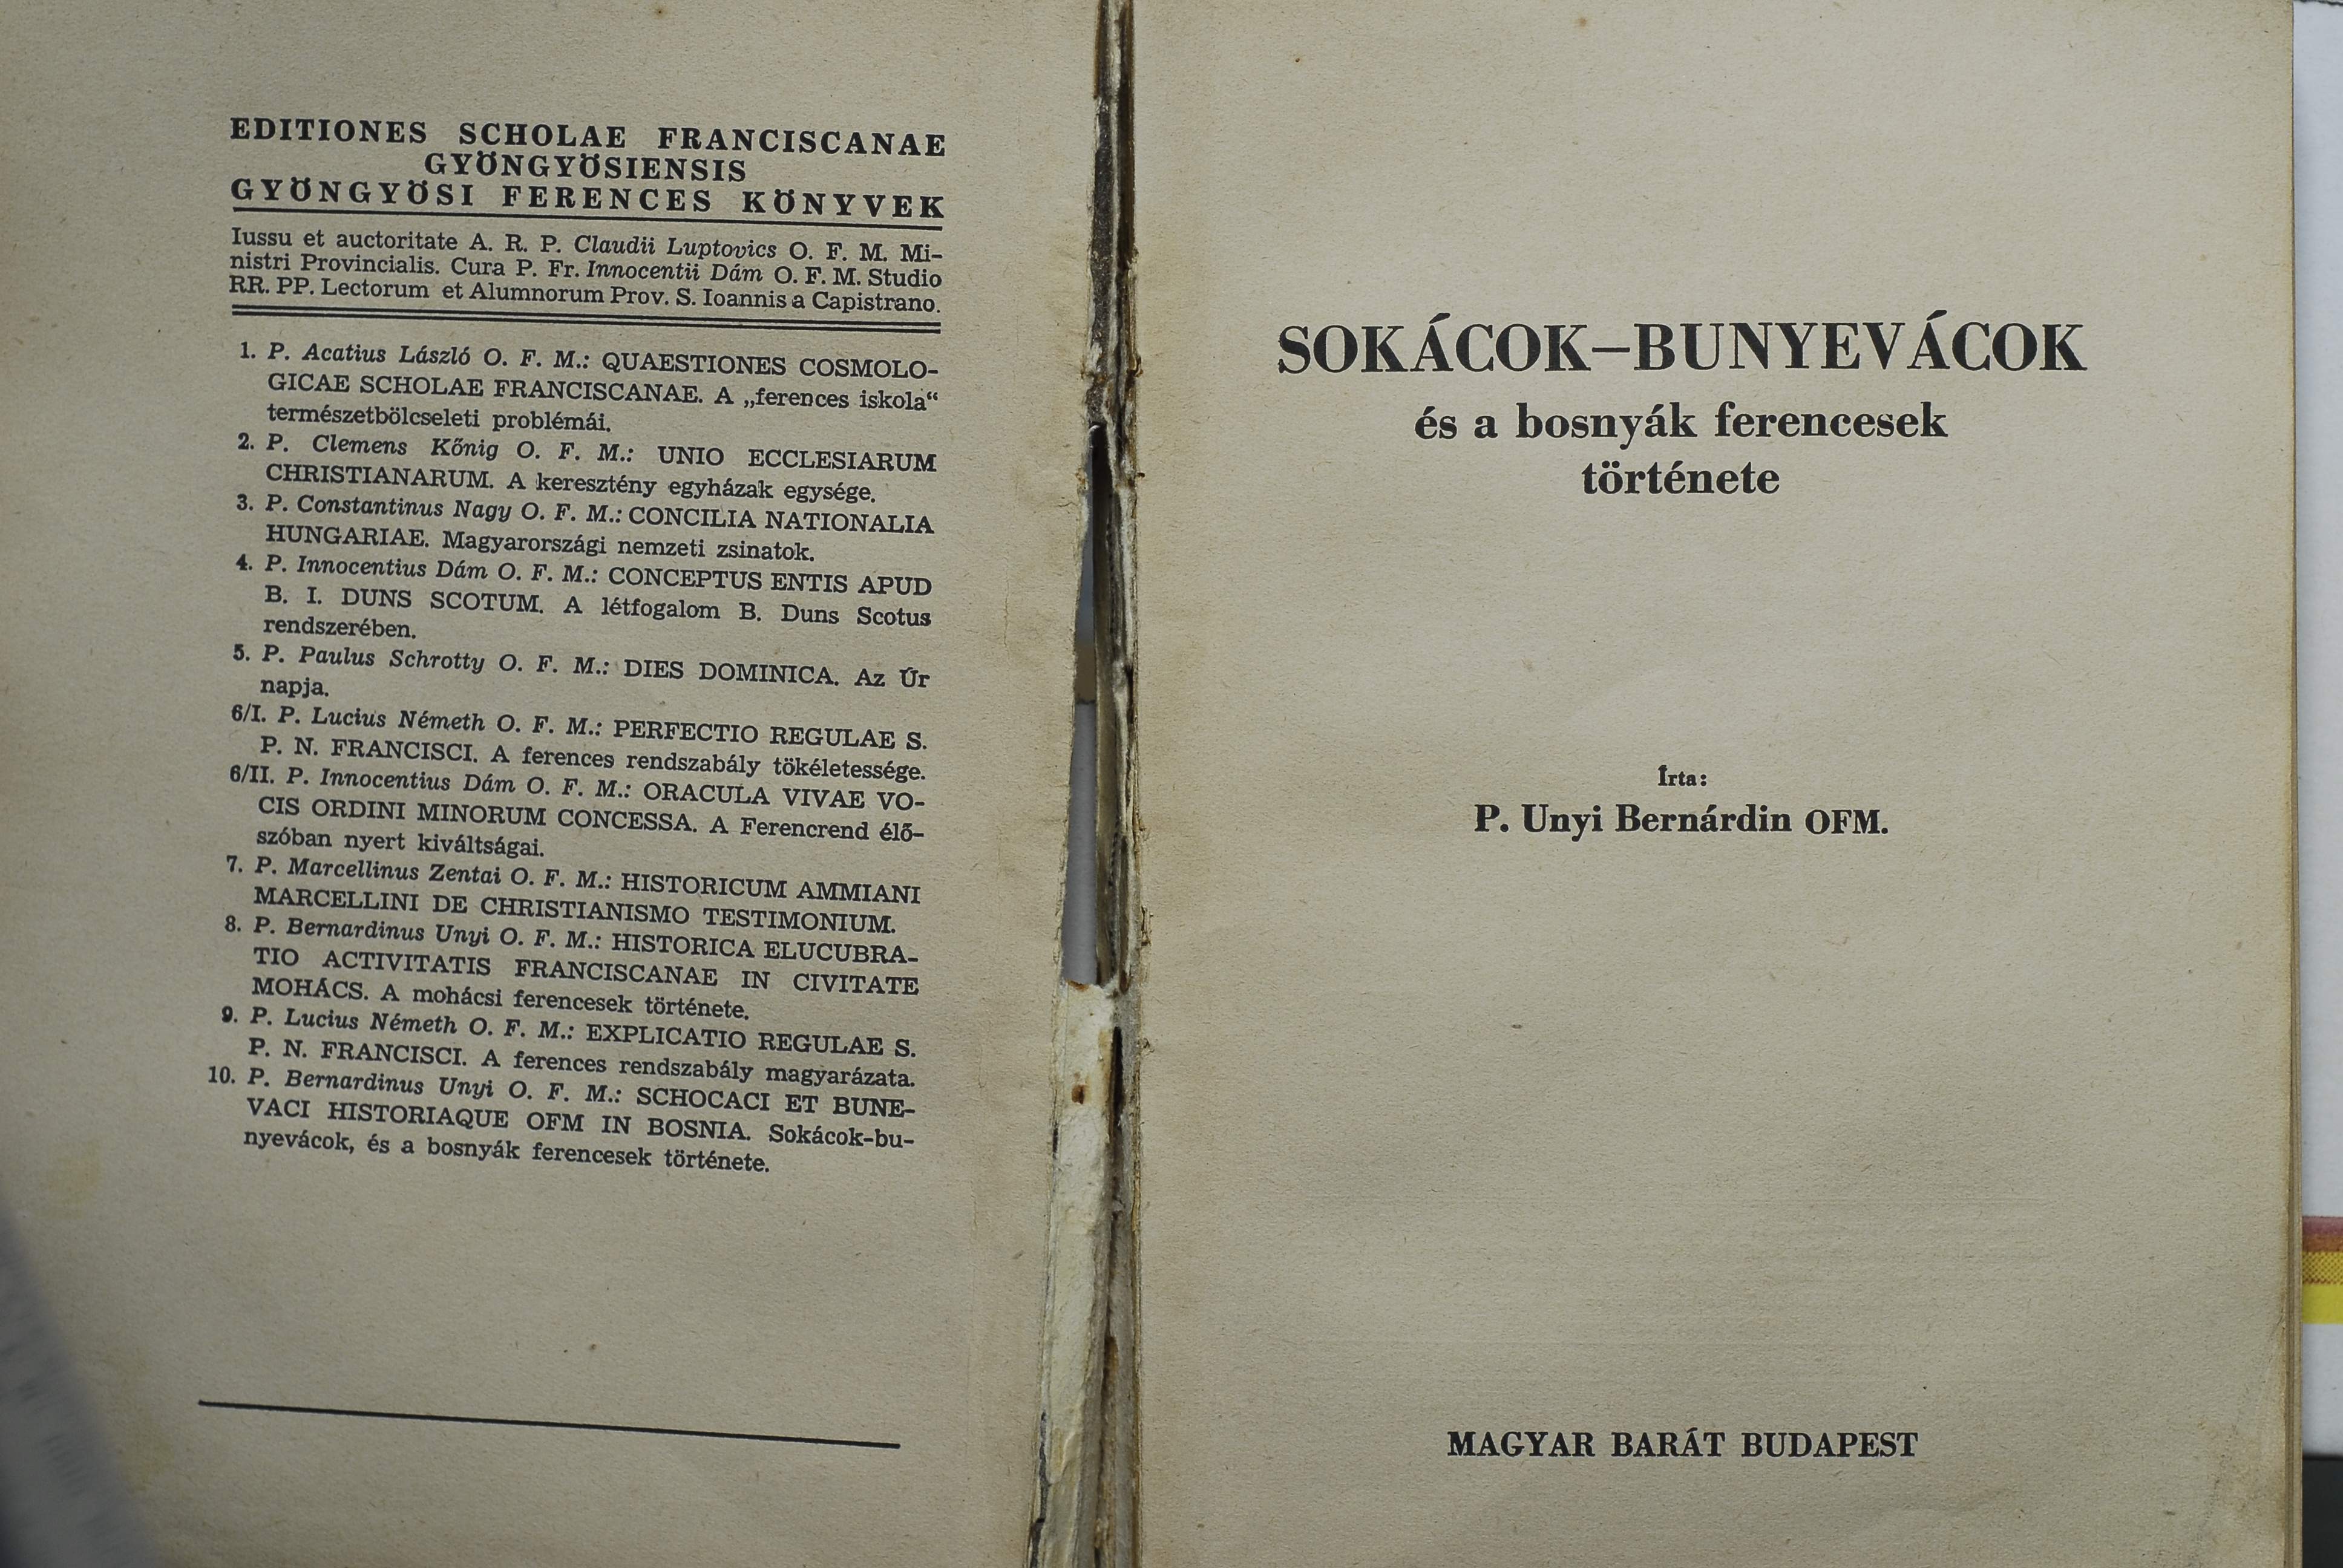 EDITIONES SCHOLAE FRANCISCANAE
GYÖNGYÖSIENSIS
GYÖNGYÖSI FERENCES KÖNYVEK
Iussu et auctoritate A. R. P. Claudii Luptovics O. F. M. Mi-
nistri Provincialis. Cura P. Fr. Innocentii Dám O. F. M. Studio
RR. PP. Lectorum et Alumnorum Prov. S. Ioannis a Capistrano.
1. P. Acatius László O. F. M.: QUAESTIONES COSMOLO-
GICAE SCHOLAE FRANCISCANAE. A „ferences iskola“
természetbölcseleti problémái.
2. P. Clemens Kőnig O. F. M.: UNIO ECCLESIARUM
CHRISTIANARUM. A keresztény egyházak egysége.
3. P. Constantinus Nagy O. F. M.: CONCILIA NATIONALIA
HUNGARIAE. Magyarországi nemzeti zsinatok.
4. P. Innocentius Dám O. F. M.: CONCEPTUS ENTIS APUD
B. I. DUNS SCOTUM. A létfogalom B. Duns Scotus
rendszerében.
5. P. Paulus Schrotty O. F. M.: DIES DOMINICA. Az Úr
napja.
6/I. P. Lucius Németh O. F. M.: PERFECTIO REGULAE S.
P. N. FRANCISCI. A ferences rendszabály tökéletessége.
6/II. P. Innocentius Dám O. F. M.: ORACULA VIVAE VO-
CIS ORDINI MINORUM CONCESSA. A Ferencrend élő-
szóban nyert kiváltságai.
7. P. Marcellinus Zentai O. F. M.: HISTORICUM AMMIANI
MARCELLINI DE CHRISTIANISMO TESTIMONIUM.
8. P. Bernardinus Unyi O. F. M.: HISTORICA ELUCUBRA-
TIO ACTIVITATIS FRANCISCANAE IN CIVITATE
MOHÁCS. A mohácsi ferencesek története.
9. P. Lucius Németh O. F. M.: EXPLICATIO REGULAE S.
P. N. FRANCISCI. A ferences rendszabály magyarázata.
10. P. Bernardinus Unyi O. F. M.: SCHOCACI ET BUNE-
VACI HISTORIAQUE OFM IN BOSNIA. Sokácok-bu-
nyevácok, és a bosnyák ferencesek története.
SOKÁCOK–BUNYEVÁCOK
és a bosnyák ferencesek
története
Írta:
P. Unyi Bernárdin OFM.
MAGYAR BARÁT BUDAPEST